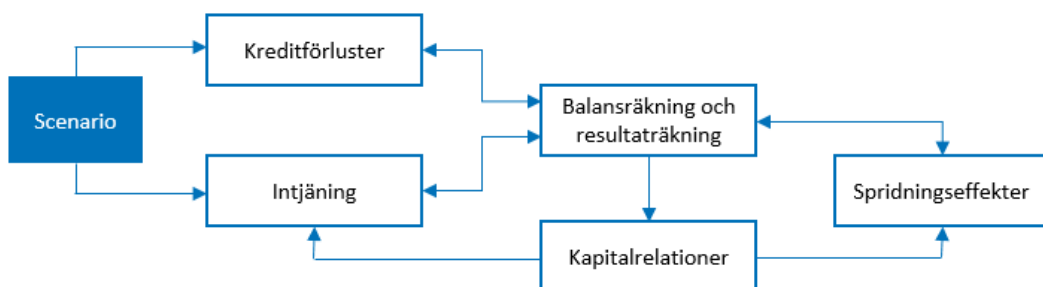 Kreditförluster
Scenario
Balansräkning och
resultaträkning
Intjäning
Spridningseffekter
Kapitalrelationer